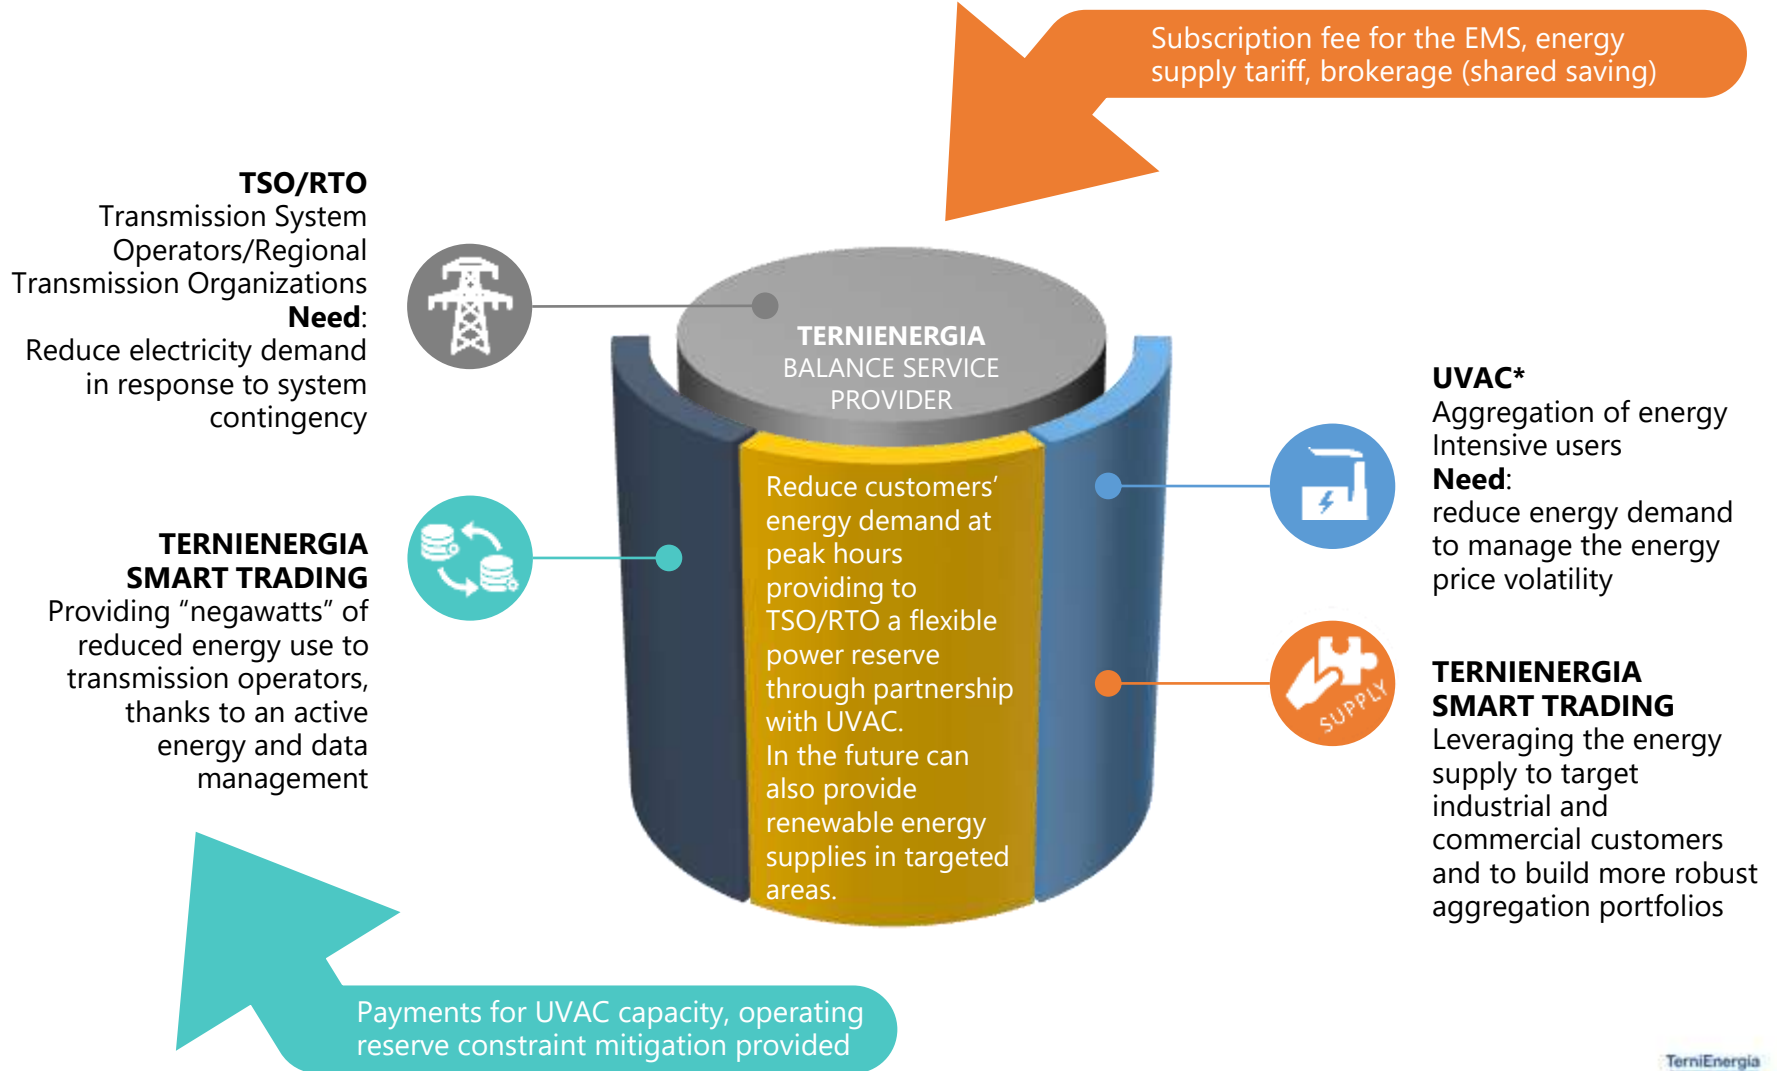 Subscription fee for the EMS, energy
supply tariff, brokerage (shared saving)
TSO/RTO
Transmission System
Operators/Regional
Transmission Organizations
Need:
Reduce electricity demand
in response to system
contingency
TERNIENERGIA
SMART TRADING
Providing “negawatts” of
reduced energy use to
transmission operators,
thanks to an active
energy and data
management
TERNIENERGIA
BALANCE SERVICE
PROVIDER
Reduce customers’
energy demand at
peak hours
providing to
TSO/RTO a flexible
power reserve
through partnership
with UVAC.
In the future can
also provide
renewable energy
supplies in targeted
areas.
UVAC*
Aggregation of energy
Intensive users
Need:
reduce energy demand
to manage the energy
price volatility
SUPPLY
TERNIENERGIA
SMART TRADING
Leveraging the energy
supply to target
industrial and
commercial customers
and to build more robust
aggregation portfolios
Payments for UVAC capacity, operating
reserve constraint mitigation provided
TerniEnergia